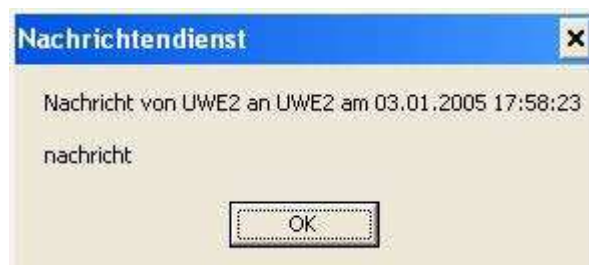 Nachrichtendienst
Nachricht von UWE2 an UWE2 am 03.01.2005 17:58:23
nachricht
OK